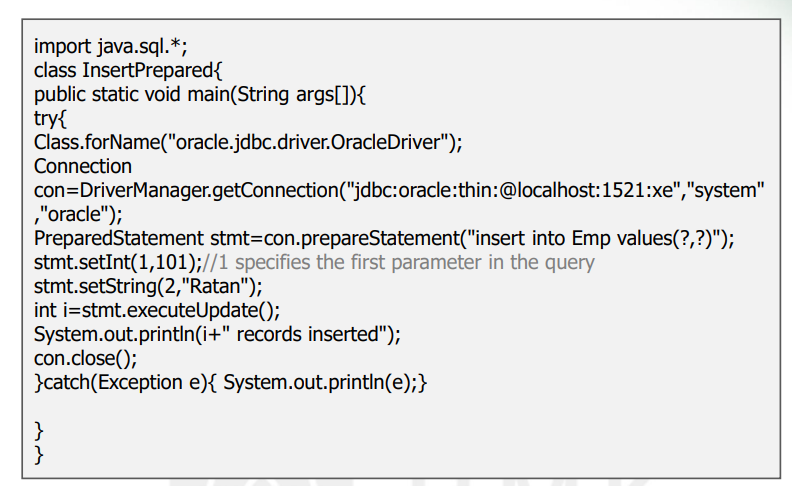 import java.sql.*;
class InsertPrepared{
public static void main(String args[]){
try{
Class.forName("oracle.jdbc.driver.OracleDriver");
Connection
con=DriverManager.getConnection("jdbc:oracle:thin:@localhost:1521:xe","system"
,"oracle");
PreparedStatement stmt=con.prepareStatement("insert into Emp values(?,?)");
stmt.setInt(1,101);//1 specifies the first parameter in the query
stmt.setString(2,"Ratan");
int i=stmt.executeUpdate();
System.out.println(i+" records inserted");
con.close();
}catch(Exception e){ System.out.println(e);}
}
}